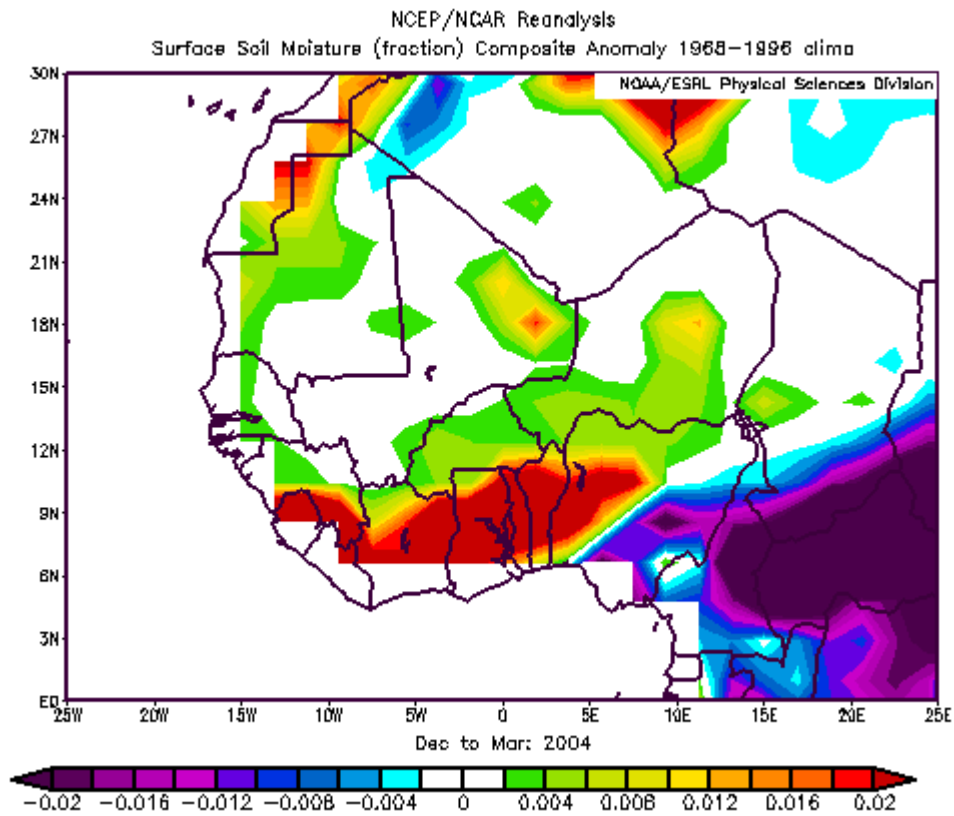 NCEP/NCAR Reanalysis
Surface Soil Moisture (fraction) Composite Anomaly 1968-1996 clima
NOAA/ESRL Physical Sciences Division
30N
27N
24N
21N
18N
15N
12N
9N
6N
3N
EQ
25W 20W 15W 10W 5W 0 5E 10E 15E 20E 25E
Dec to Mar: 2004
-0.02 -0.016 -0.012 -0.008 -0.004 0 0.004 0.008 0.012 0.016 0.02